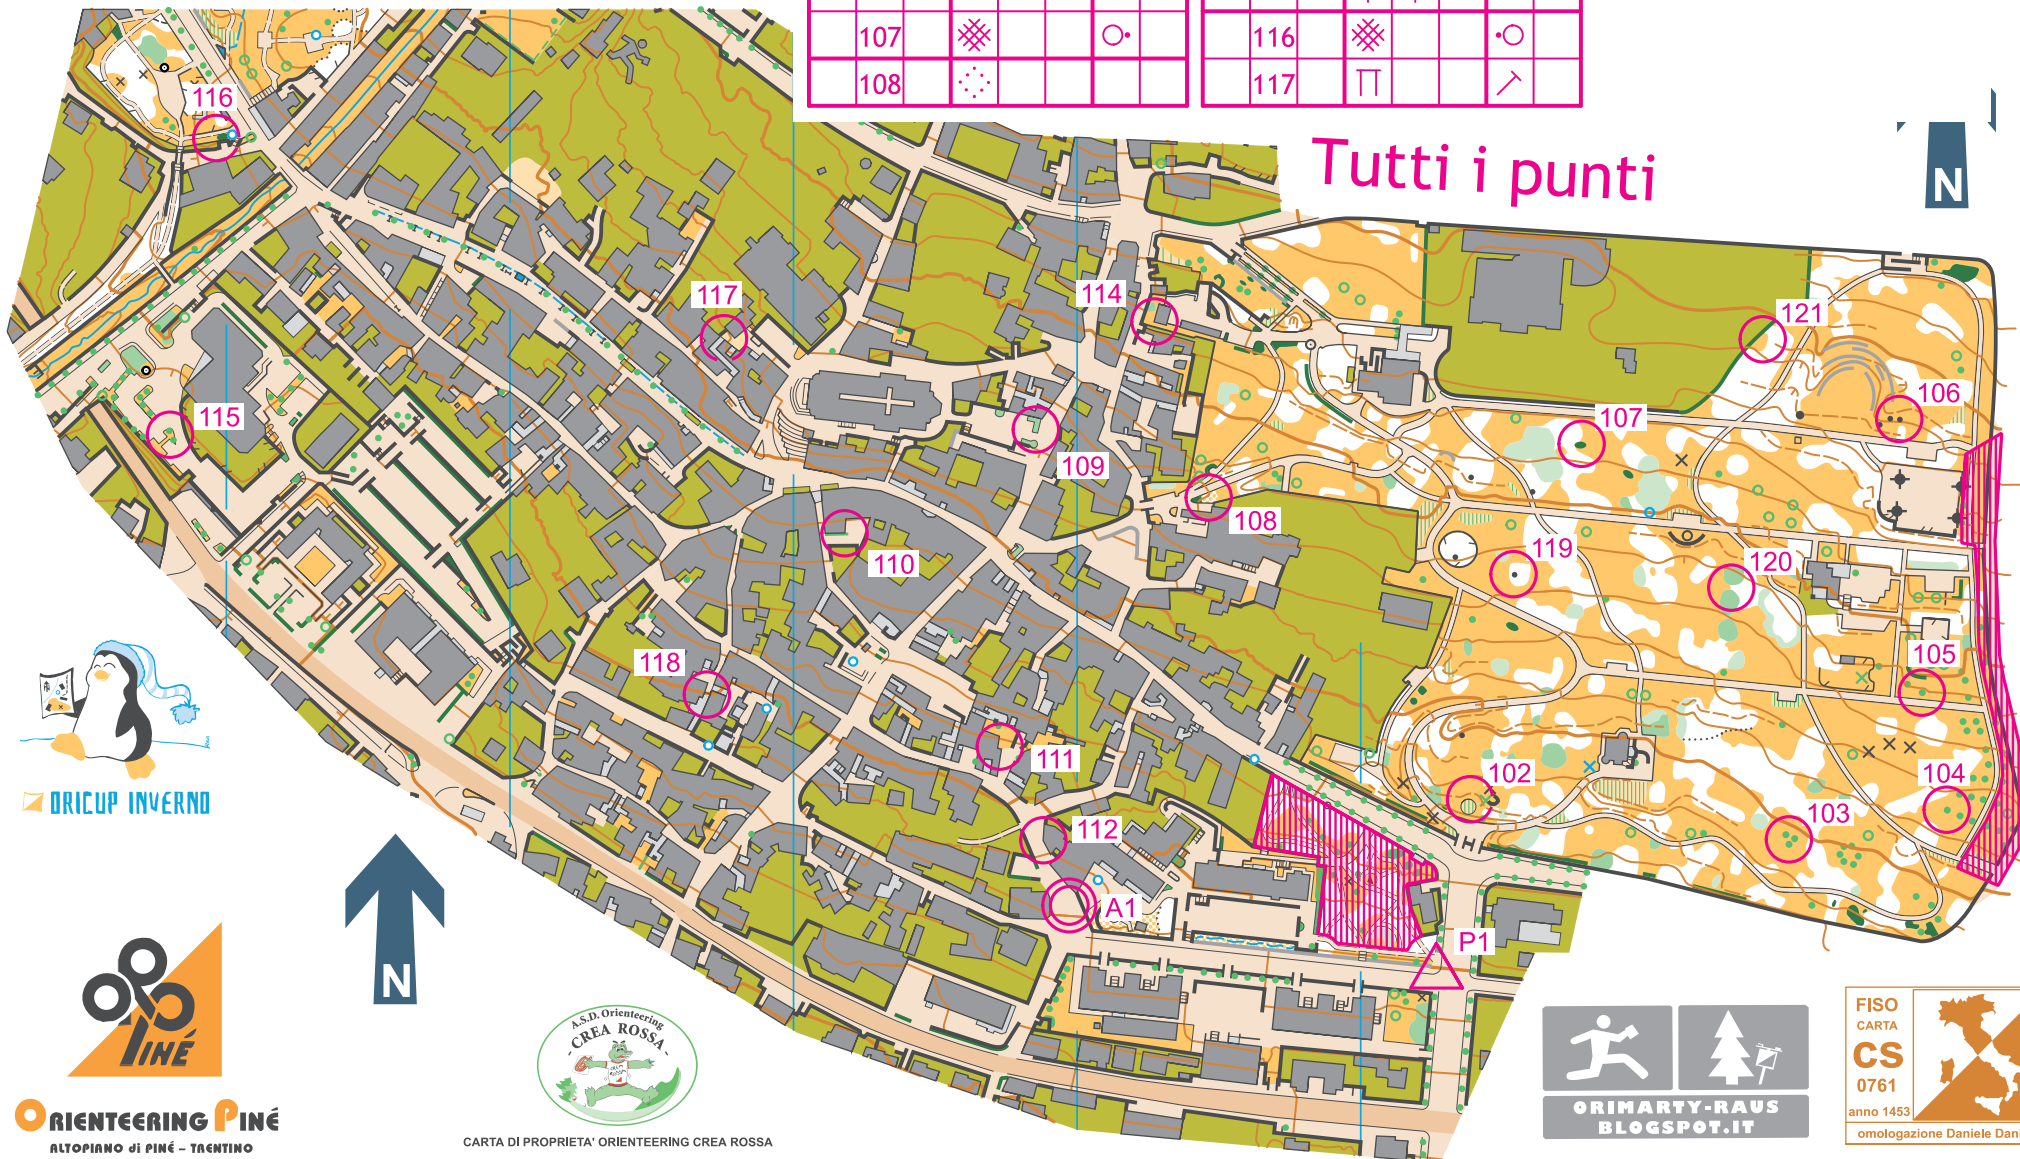 107
108
116
117
Tutti i punti
N
116
117
114
121
106
107
115
109
108
110
119
120
118
105
111
102
104
112
103
A1
P1
ORICUP INVERNO
N
PINÉ
ORIENTEERING PINÉ
ALTOPIANO di PINÉ – TRENTINO
A.S.D. Orienteering
CREA ROSSA
CARTA DI PROPRIETA' ORIENTEERING CREA ROSSA
ORIMARTY-RAUS
BLOGSPOT.IT
FISO
CARTA
CS
0761
anno 1453
omologazione Daniele Dan